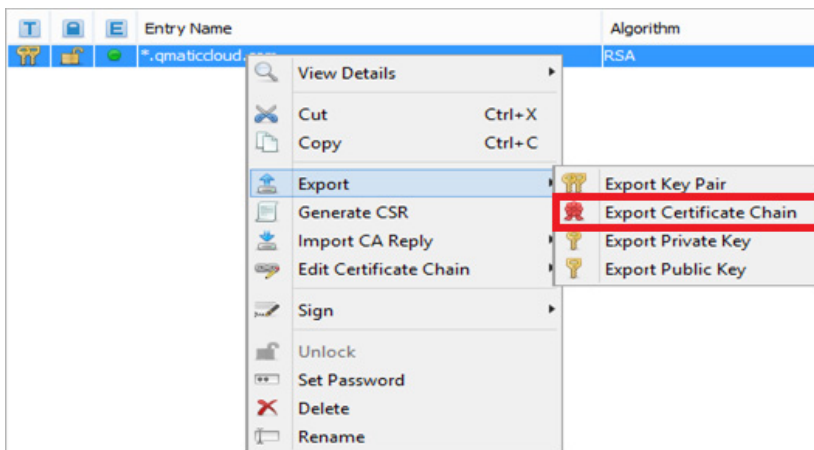 T E Entry Name Algorithm
*.qmaticcloud. RSA
View Details
Cut Ctrl+X
Copy Ctrl+C
Export
Generate CSR
Import CA Reply
Edit Certificate Chain
Sign
Unlock
Set Password
Delete
Rename
Export Key Pair
Export Certificate Chain
Export Private Key
Export Public Key